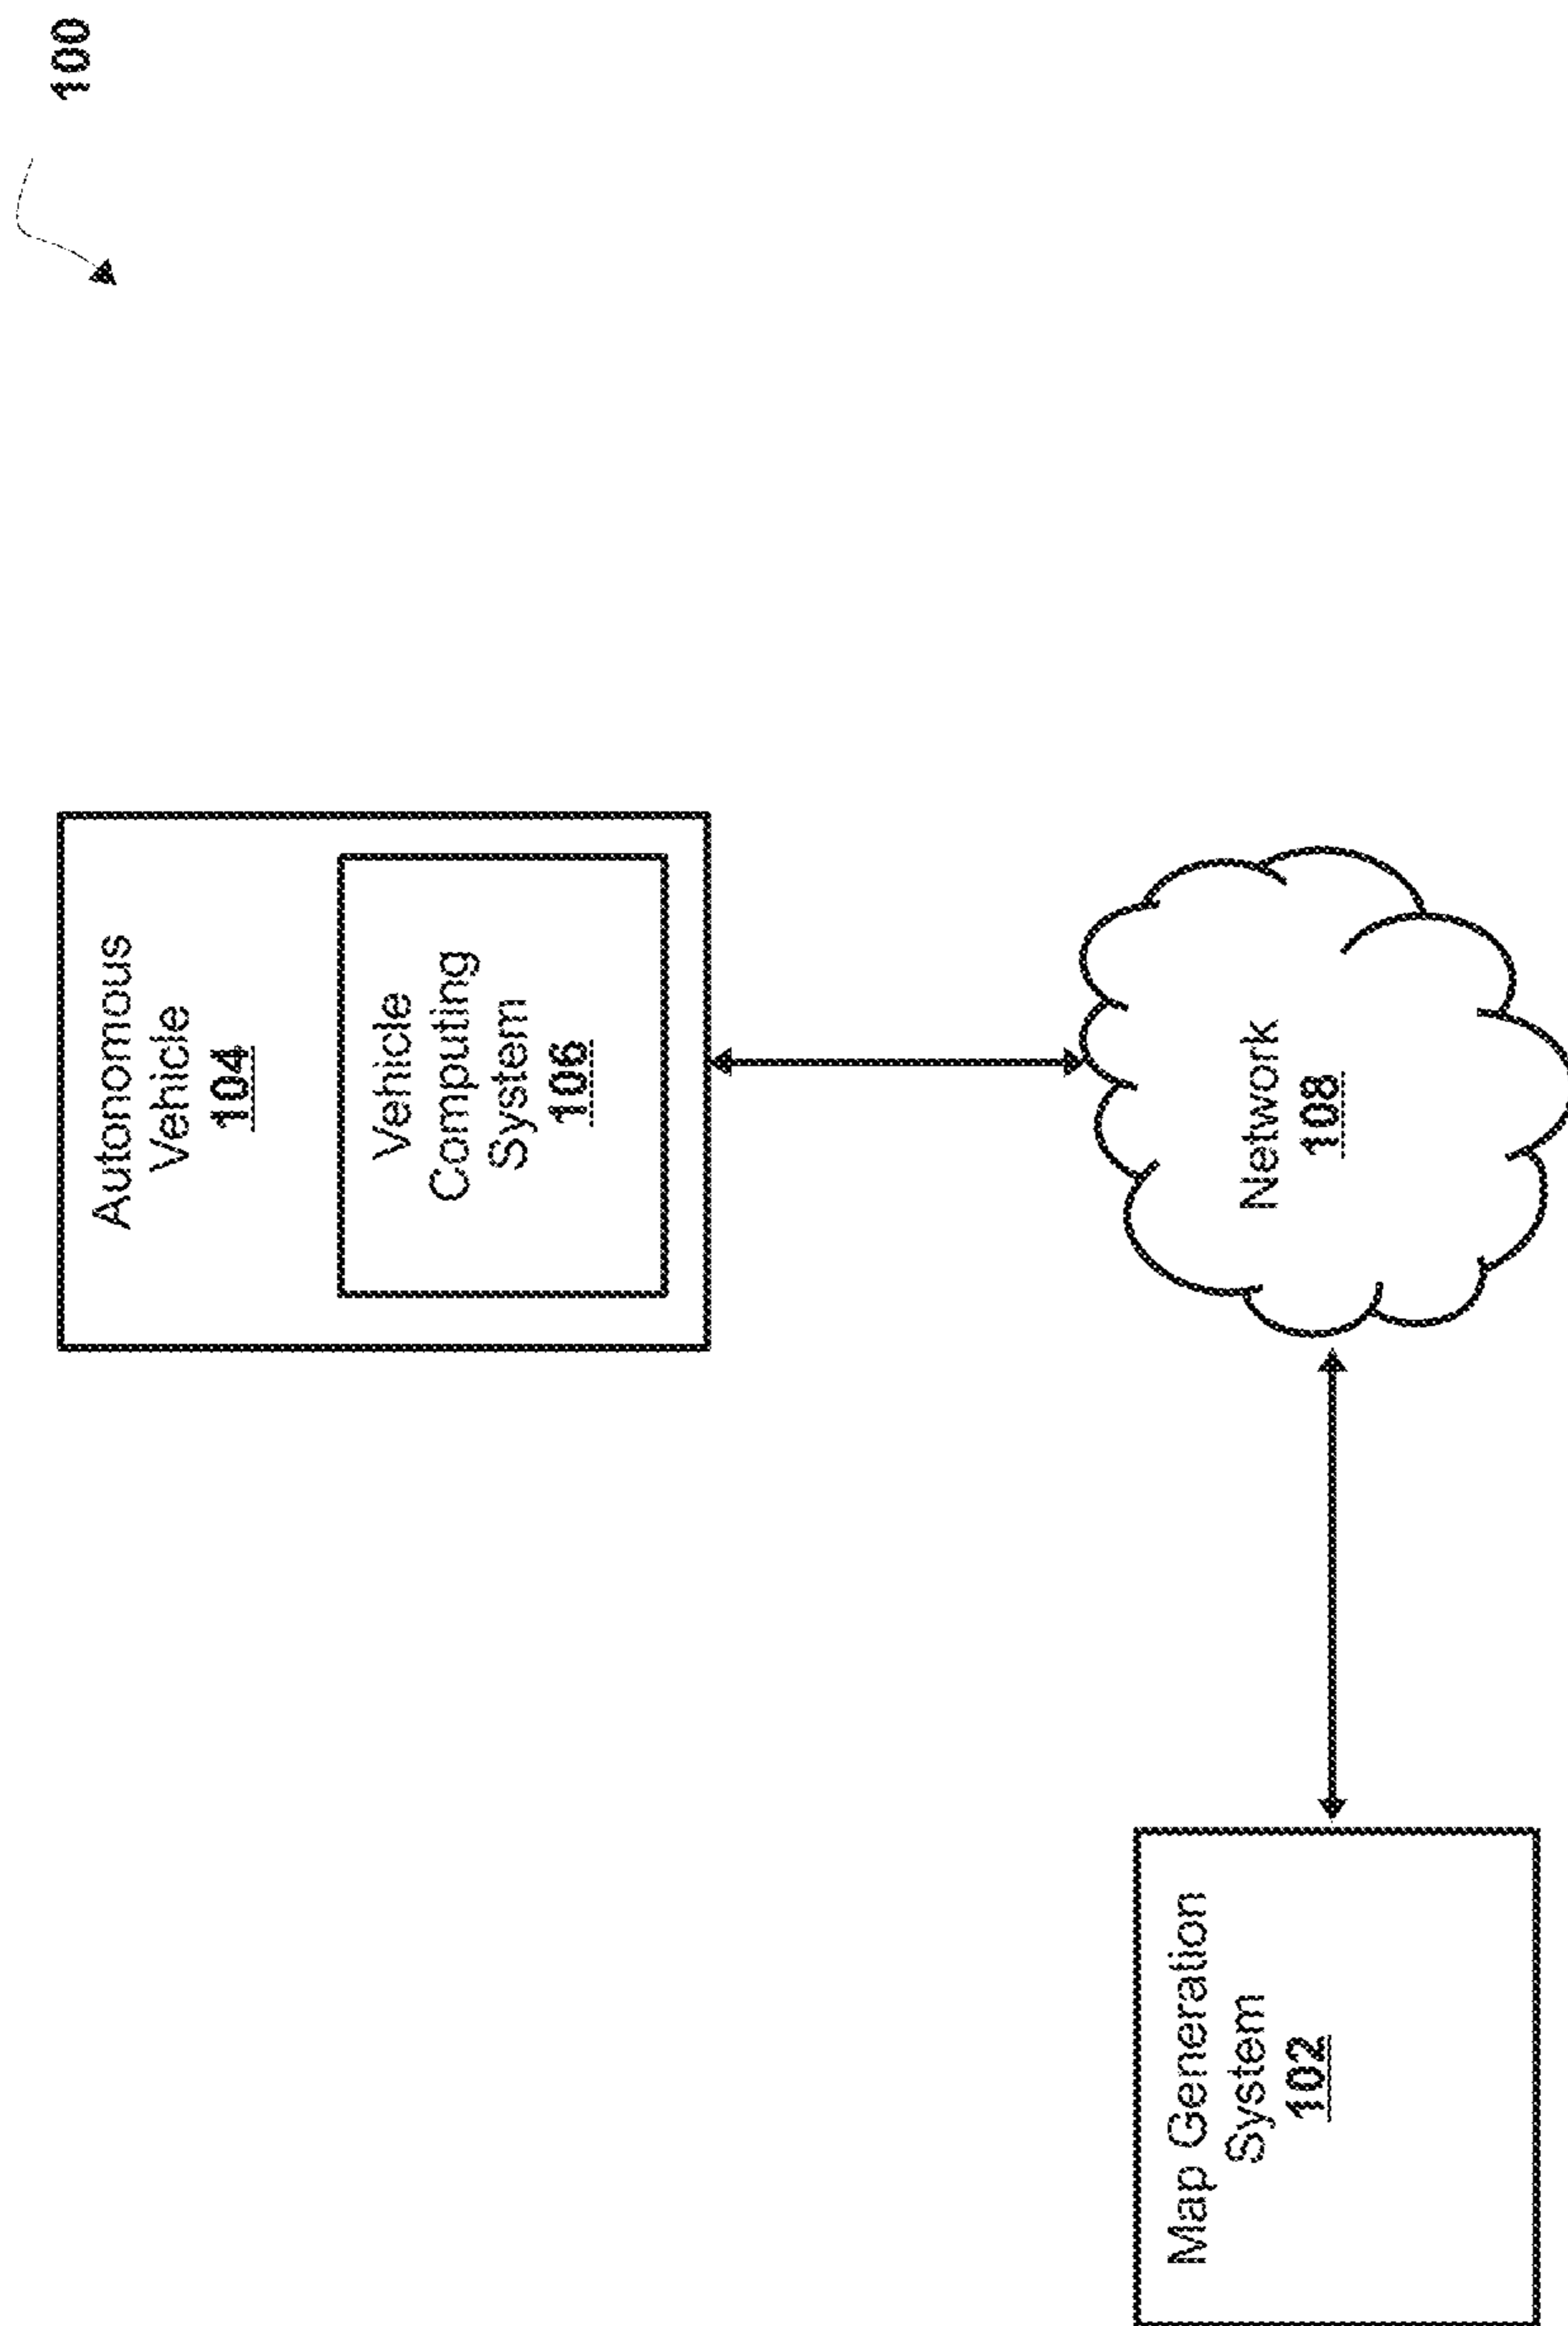 100
Autonomous
Vehicle
104
Vehicle
Computing
System
106
Map Generation
System
102
Network
108